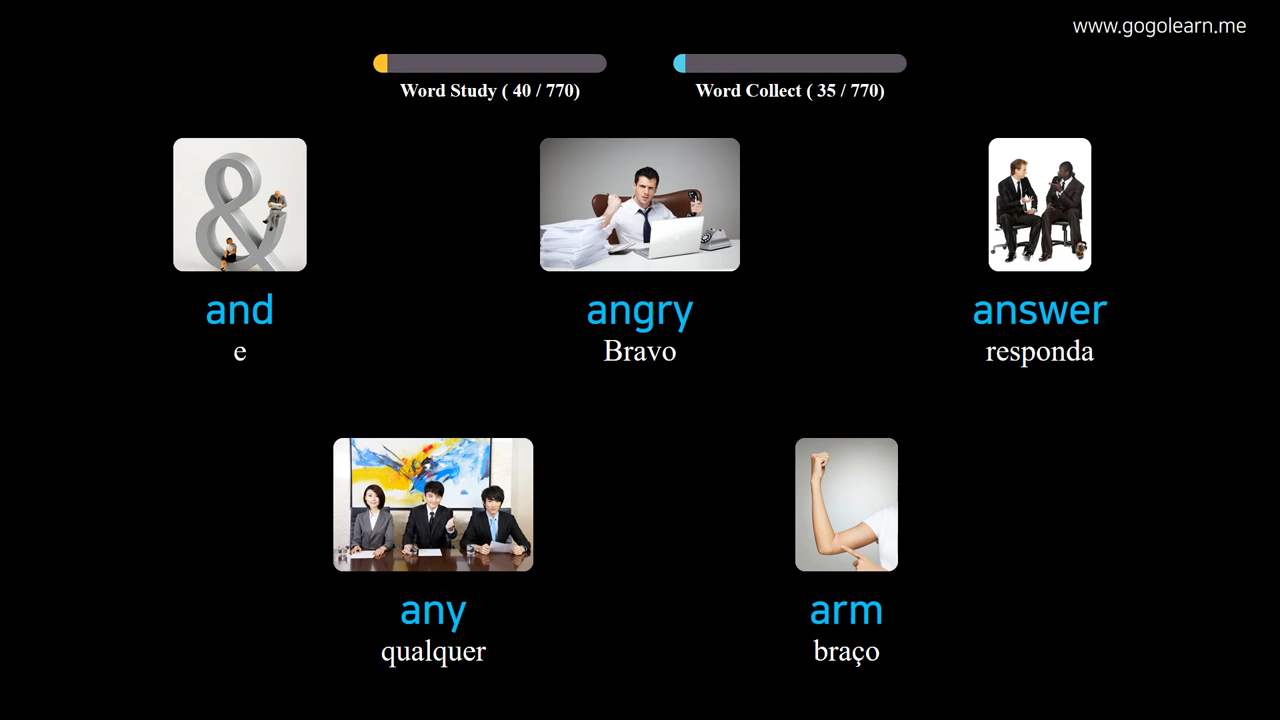 www.gogolearn.me
Word Study ( 40 / 770)
Word Collect ( 35 / 770)
&
and
e
angry
Bravo
answer
responda
any
qualquer
arm
braço